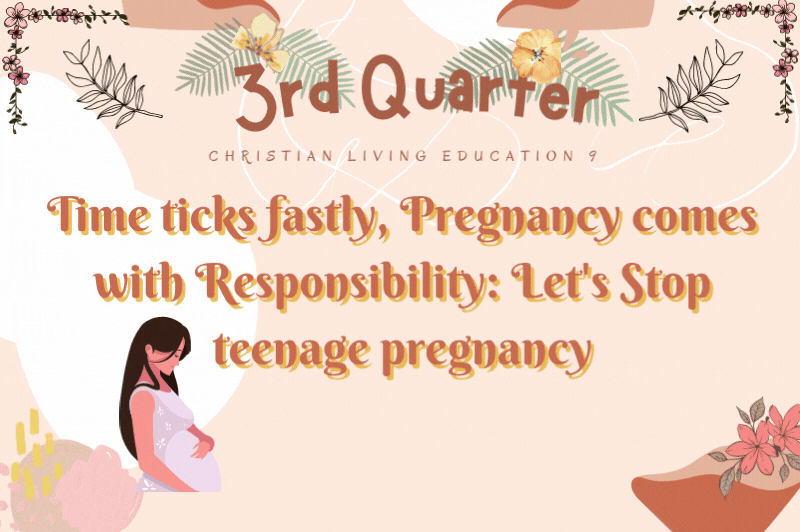 3rd Quarter
CHRISTIAN LIVING EDUCATION 9
Time ticks fastly, Pregnancy comes
with Responsibility: Let's Stop
teenage pregnancy